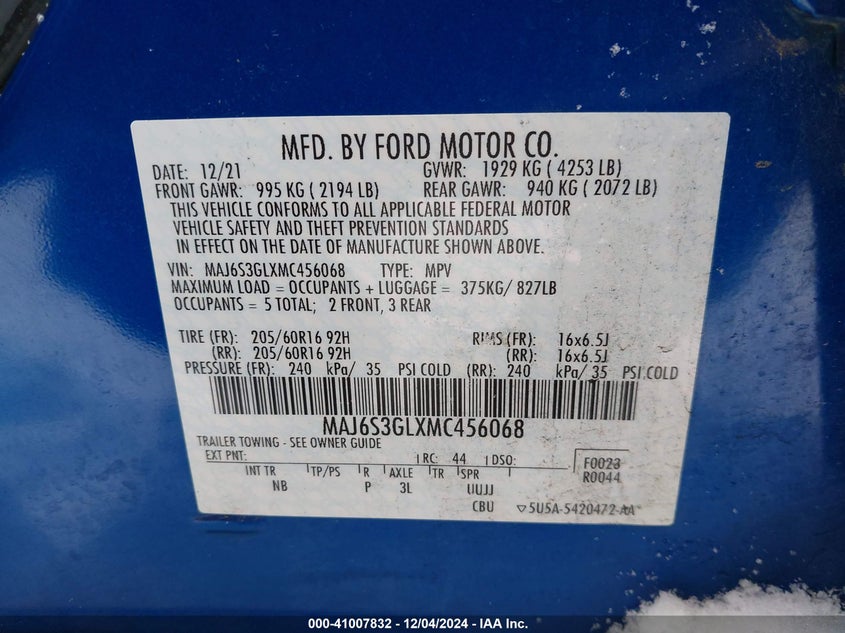 MFD. BY FORD MOTOR CO.
DATE: 12/21 GVWR: 1929 KG ( 4253 LB)
FRONT GAWR: 995 KG ( 2194 LB) REAR GAWR: 940 KG ( 2072 LB)
THIS VEHICLE CONFORMS TO ALL APPLICABLE FEDERAL MOTOR
VEHICLE SAFETY AND THEFT PREVENTION STANDARDS
IN EFFECT ON THE DATE OF MANUFACTURE SHOWN ABOVE.
VIN: MAJ6S3GLXMC456068 TYPE: MPV
MAXIMUM LOAD = OCCUPANTS + LUGGAGE = 375KG/ 827LB
OCCUPANTS = 5 TOTAL; 2 FRONT, 3 REAR
TIRE (FR): 205/60R16 92H RIMS (FR): 16x6.5J
(RR): 205/60R16 92H (RR): 16x6.5J
PRESSURE (FR): 240 kPa/ 35 PSI COLD (RR): 240 kPa/ 35 PSI COLD
MAJ6S3GLXMC456068
TRAILER TOWING - SEE OWNER GUIDE
EXT PNT: RC: 44 DSO: F0023
R0044
INT TR TP/PS R AXLE TR SPR
NB P 3L UUJJ
CBU ▽5U5A-5420472-AA
000-41007832 - 12/04/2024 - IAA Inc.